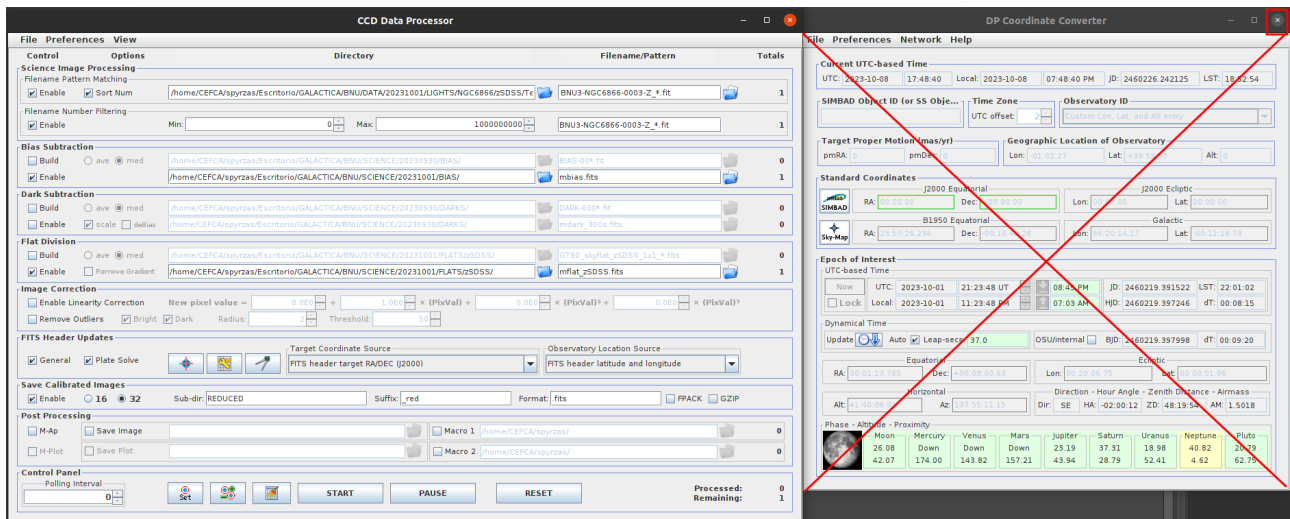 CCD Data Processor
File Preferences View
Control Options Directory Filename/Pattern Totals
Science Image Processing
Filename Pattern Matching
Enable Sort Num /home/CEFCA/spyrzas/Escritorio/GALACTICA/BNU/DATA/20231001/LIGHTS/NGC6866/zSDSS/Te BNU3-NGC6866-0003-Z_*.fit 1
Filename Number Filtering
Enable Min: 0 Max: 1000000000 BNU3-NGC6866-0003-Z_*.fit 1
Bias Subtraction
Build ave med /home/CEFCA/spyrzas/Escritorio/GALACTICA/BNU/SCIENCE/20230930/BIAS/ BIAS-00*.fit 0
Enable /home/CEFCA/spyrzas/Escritorio/GALACTICA/BNU/SCIENCE/20231001/BIAS/ mbias.fits 1
Dark Subtraction
Build ave med /home/CEFCA/spyrzas/Escritorio/GALACTICA/BNU/SCIENCE/20230930/DARKS/ DARK-000*.fit 0
Enable scale deBias /home/CEFCA/spyrzas/Escritorio/GALACTICA/BNU/SCIENCE/20230930/DARKS/ mdark_300s.fits 0
Flat Division
Build ave med /home/CEFCA/spyrzas/Escritorio/GALACTICA/BNU/SCIENCE/20231001/FLATS/zSDSS/ GT80_skyflat_zSDSS_1x1_*.fits 0
Enable Remove Gradient /home/CEFCA/spyrzas/Escritorio/GALACTICA/BNU/SCIENCE/20231001/FLATS/zSDSS/ mflat_zSDSS.fits 1
Image Correction
Enable Linearity Correction New pixel value = 0.0E0 + 1.0E0 × (PixVal) + 0.0E0 × (PixVal)² + 0.0E0 × (PixVal)³
Remove Outliers Bright Dark Radius: 2 Threshold: 50
FITS Header Updates
General Plate Solve
Target Coordinate Source
FITS header target RA/DEC (J2000)
Observatory Location Source
FITS header latitude and longitude
Save Calibrated Images
Enable 16 32 Sub-dir: REDUCED Suffix: _red Format: .fits FPACK GZIP
Post Processing
M-Ap Save Image Macro 1 /home/CEFCA/spyrzas/ 0
M-Plot Save Plot Macro 2 /home/CEFCA/spyrzas/ 0
Control Panel
Polling Interval
0 Set START PAUSE RESET
Processed: 0
Remaining: 1
DP Coordinate Converter
File Preferences Network Help
Current UTC-based Time
UTC: 2023-10-08 17:48:40 Local: 2023-10-08 07:48:40 PM JD: 2460226.242125 LST: 18:52:54
SIMBAD Object ID (or SS Obje... Time Zone Observatory ID
UTC offset: 2 Custom Lon, Lat, and Alt entry
Target Proper Motion (mas/yr) Geographic Location of Observatory
pmRA: 0 pmDec: 0 Lon: -01:02:27 Lat: Alt: 0
Standard Coordinates
J2000 Equatorial J2000 Ecliptic
SIMBAD RA: 00:00:00 Dec: Lon: Lat: 00:00:00
B1950 Equatorial Galactic
Sky-Map RA: 23:57:26.234 Dec: Lon: 96:20:14.17 Lat: -60:11:18.79
Epoch of Interest
UTC-based Time
Now UTC: 2023-10-01 21:23:48 UT 08:45 PM JD: 2460219.391522 LST: 22:01:02
Lock Local: 2023-10-01 11:23:48 PM 07:03 AM HJD: 2460219.397246 dT: 00:08:15
Dynamical Time
Update Auto Leap-secs: 37.0 OSU/internal BJD: 2460219.397998 dT: 00:09:20
Equatorial Ecliptic
RA: 00:01:13.785 Dec: +00:08:00.93 Lon: 00:20:06.75 Lat: 00:00:01.06
Horizontal Direction - Hour Angle - Zenith Distance - Airmass
Alt: Az: 137:55:11.15 Dir: SE HA: -02:00:12 ZD: 48:19:54 AM: 1.5018
Phase - Altitude - Proximity
Moon Mercury Venus Mars Jupiter Saturn Uranus Neptune Pluto
26.08 Down Down Down 23.19 37.31 18.98 40.82 20.79
42.07 174.00 143.82 157.21 43.94 28.79 52.41 4.62 62.75